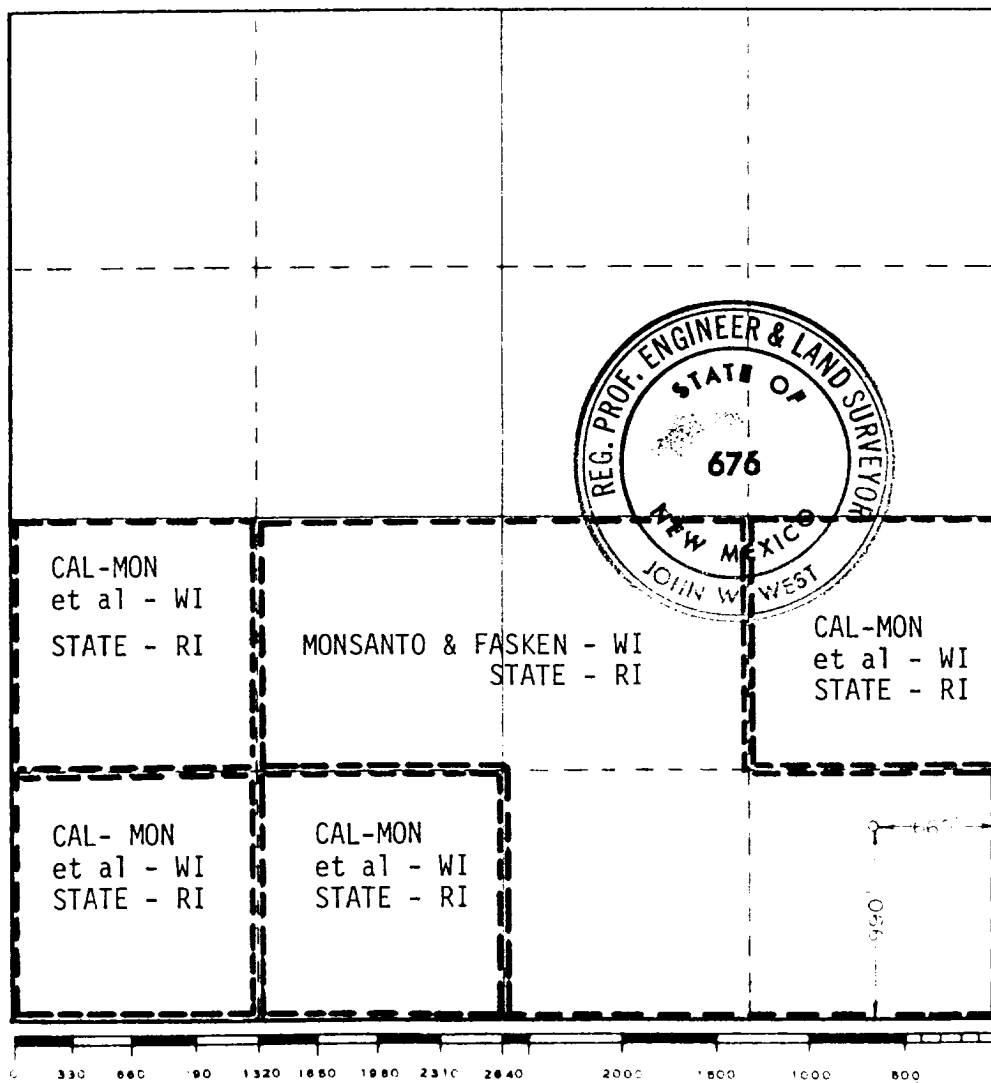 REG. PROF. ENGINEER & LAND SURVEYOR
STATE OF
676
NEW MEXICO
JOHN W. WEST
CAL-MON
et al - WI
STATE - RI
MONSANTO & FASKEN - WI
STATE - RI
CAL-MON
et al - WI
STATE - RI
CAL- MON
et al - WI
STATE - RI
CAL-MON
et al - WI
STATE - RI
660'
990'
0 330 660 990 1320 1650 1980 2310 2640 2000 1500 1000 500